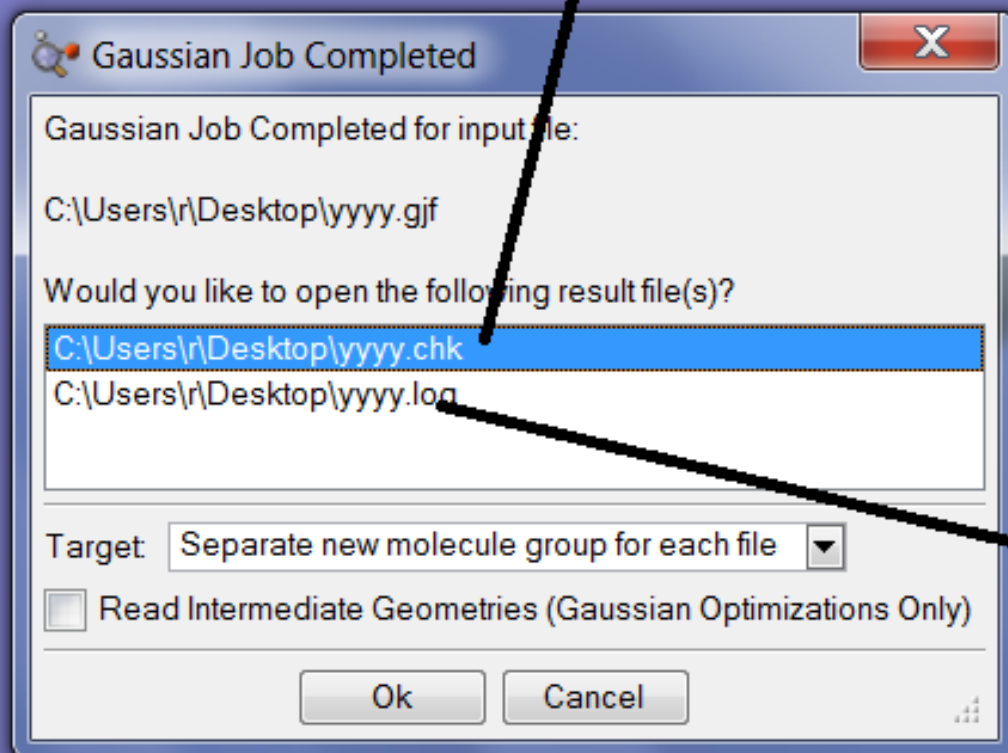 Gaussian Job Completed
Gaussian Job Completed for input file:
C:\Users\r\Desktop\yyyy.gjf
Would you like to open the following result file(s)?
C:\Users\r\Desktop\yyyy.chk
C:\Users\r\Desktop\yyyy.log
Target: Separate new molecule group for each file
Read Intermediate Geometries (Gaussian Optimizations Only)
Ok Cancel